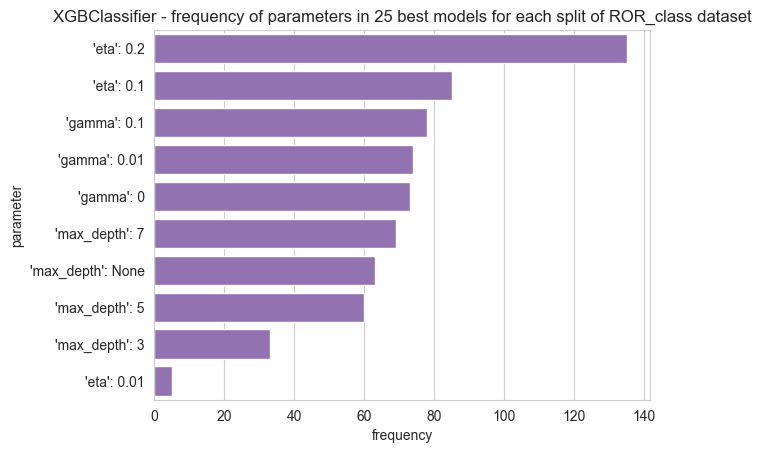 XGBClassifier - frequency of parameters in 25 best models for each split of ROR_class dataset
parameter
'eta': 0.2
'eta': 0.1
'gamma': 0.1
'gamma': 0.01
'gamma': 0
'max_depth': 7
'max_depth': None
'max_depth': 5
'max_depth': 3
'eta': 0.01
0 20 40 60 80 100 120 140
frequency